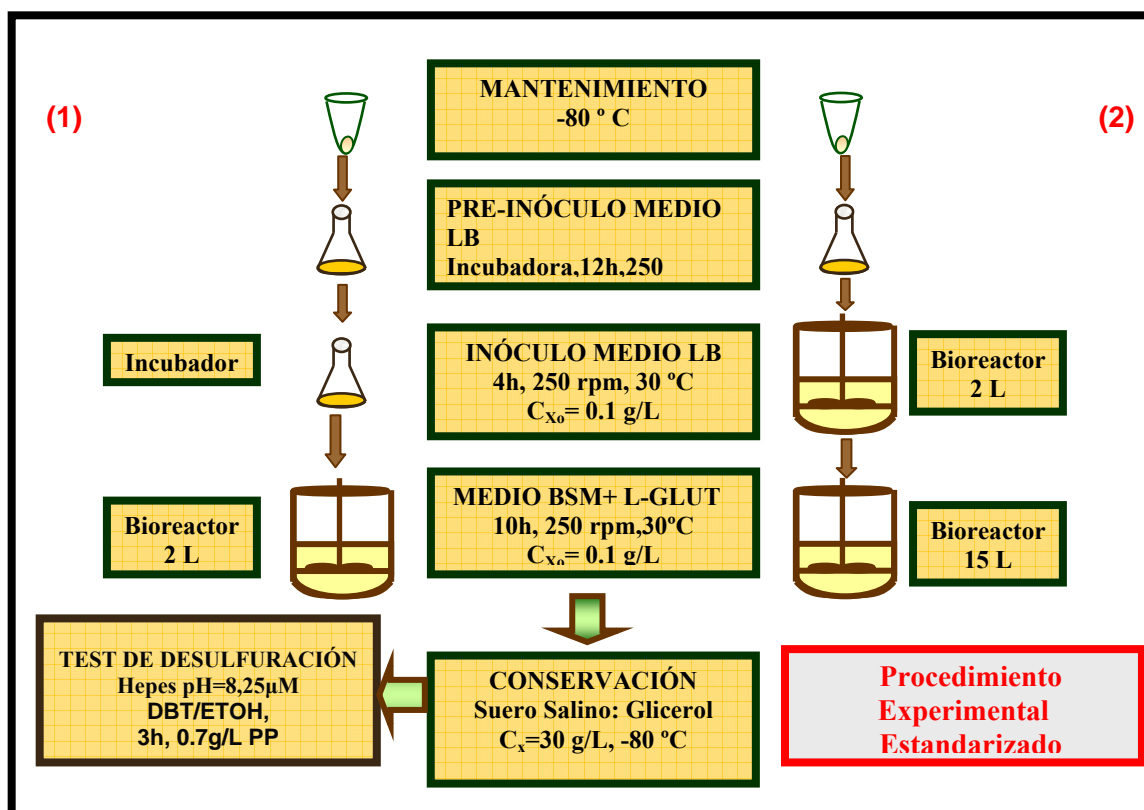 (1)
MANTENIMIENTO
-80 º C
(2)
PRE-INÓCULO MEDIO
LB
Incubadora,12h,250
Incubador
INÓCULO MEDIO LB
4h, 250 rpm, 30 ºC
CXo= 0.1 g/L
Bioreactor
2 L
Bioreactor
2 L
MEDIO BSM+ L-GLUT
10h, 250 rpm,30ºC
CXo= 0.1 g/L
Bioreactor
15 L
TEST DE DESULFURACIÓN
Hepes pH=8,25µM
DBT/ETOH,
3h, 0.7g/L PP
CONSERVACIÓN
Suero Salino: Glicerol
Cx=30 g/L, -80 ºC
Procedimiento
Experimental
Estandarizado